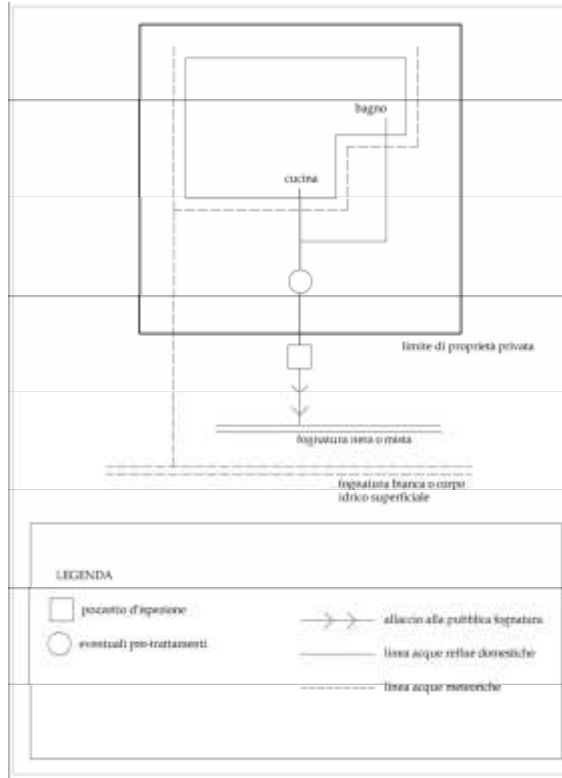 bagno
cucina
limite di proprietà privata
fognatura nera o mista
fognatura bianca o corpo
idrico superficiale
LEGENDA
pozzetto d'ispezione
allaccio alla pubblica fognatura
eventuali pre-trattamenti
linea acque reflue domestiche
linea acque meteoriche